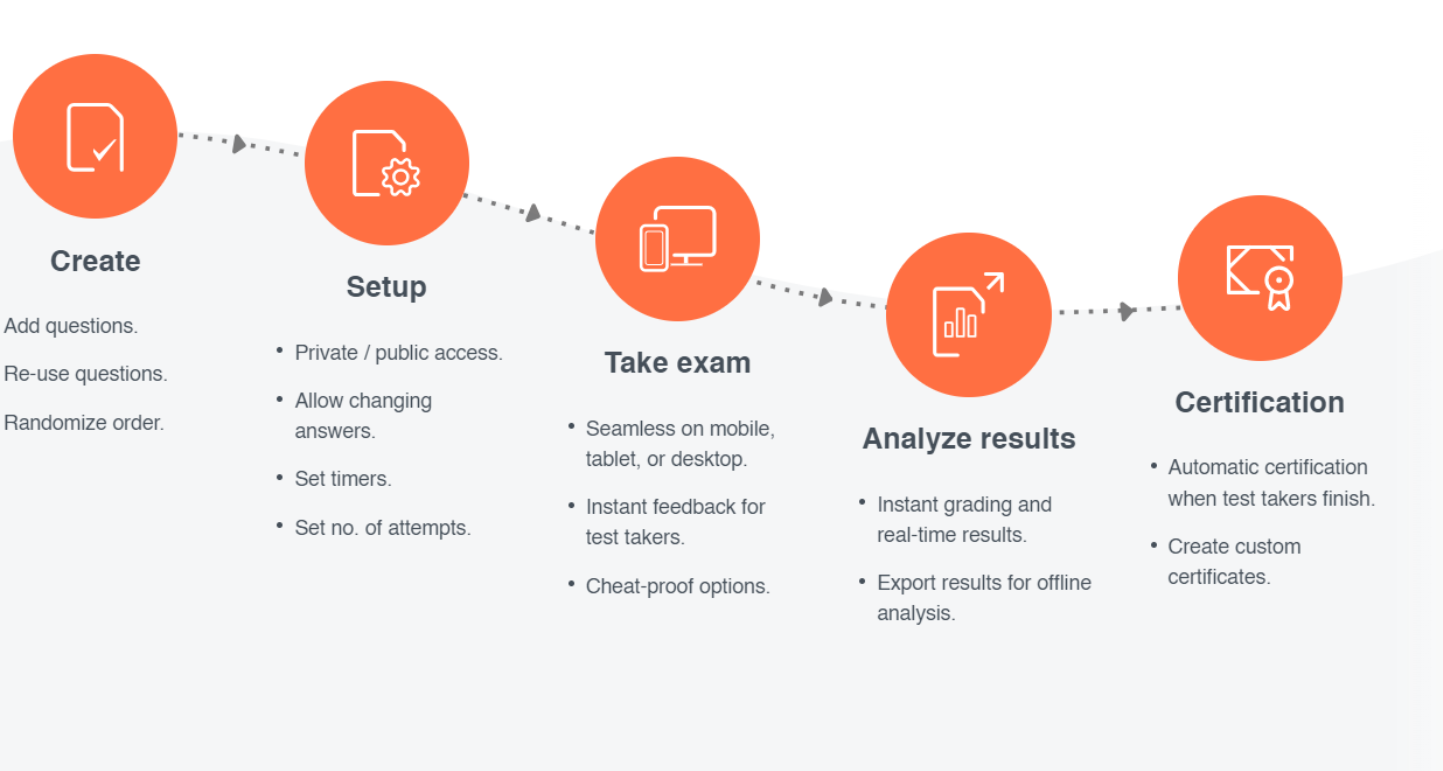 Create
Add questions.
Re-use questions.
Randomize order.
Setup
• Private / public access.
• Allow changing
answers.
• Set timers.
• Set no. of attempts.
Take exam
• Seamless on mobile,
tablet, or desktop.
• Instant feedback for
test takers.
• Cheat-proof options.
Analyze results
• Instant grading and
real-time results.
• Export results for offline
analysis.
Certification
• Automatic certification
when test takers finish.
• Create custom
certificates.